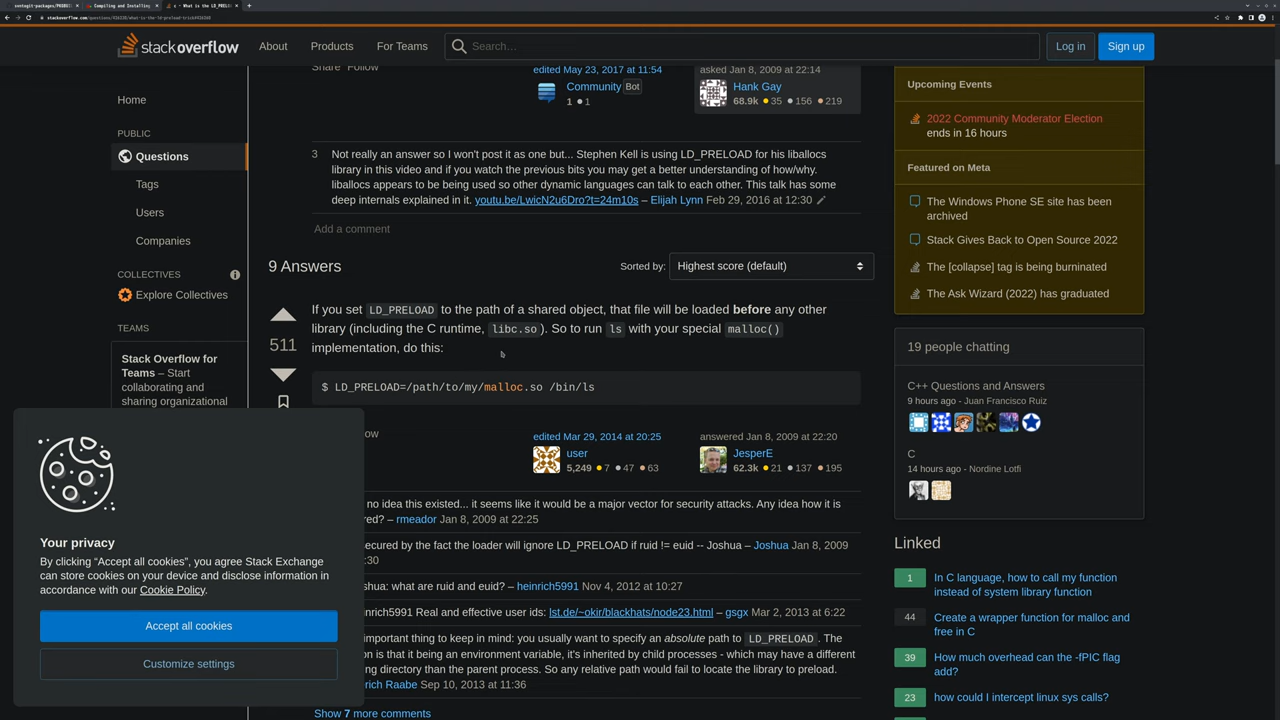 sentogit-packages/PKGBUI
Compiling and Installing
c - What is the LD_PREL
stackoverflow.com/questions/426230/what-is-the-ld-preload-trick#426260
stackoverflow
About
Products
For Teams
Search...
Log in
Sign up
Home
PUBLIC
Questions
Tags
Users
Companies
COLLECTIVES
Explore Collectives
TEAMS
Stack Overflow for
Teams – Start
collaborating and
sharing organizational
Share Follow
edited May 23, 2017 at 11:54
Community Bot
1 1
asked Jan 8, 2009 at 22:14
Hank Gay
68.9k 35 156 219
3 Not really an answer so I won't post it as one but... Stephen Kell is using LD_PRELOAD for his liballocs
library in this video and if you watch the previous bits you may get a better understanding of how/why.
liballocs appears to be being used so other dynamic languages can talk to each other. This talk has some
deep internals explained in it. youtu.be/LwicN2u6Dro?t=24m10s – Elijah Lynn Feb 29, 2016 at 12:30
Add a comment
9 Answers
Sorted by:
Highest score (default)
511
If you set LD_PRELOAD to the path of a shared object, that file will be loaded before any other
library (including the C runtime, libc.so ). So to run ls with your special malloc()
implementation, do this:
$ LD_PRELOAD=/path/to/my/malloc.so /bin/ls
ow
edited Mar 29, 2014 at 20:25
user
5,249 7 47 63
answered Jan 8, 2009 at 22:20
JesperE
62.3k 21 137 195
no idea this existed... it seems like it would be a major vector for security attacks. Any idea how it is
red? – rmeador Jan 8, 2009 at 22:25
ecured by the fact the loader will ignore LD_PRELOAD if ruid != euid -- Joshua – Joshua Jan 8, 2009
:30
shua: what are ruid and euid? – heinrich5991 Nov 4, 2012 at 10:27
nrich5991 Real and effective user ids: lst.de/~okir/blackhats/node23.html – gsgx Mar 2, 2013 at 6:22
important thing to keep in mind: you usually want to specify an absolute path to LD_PRELOAD . The
on is that it being an environment variable, it's inherited by child processes - which may have a different
ng directory than the parent process. So any relative path would fail to locate the library to preload.
rich Raabe Sep 10, 2013 at 11:36
Show 7 more comments
Your privacy
By clicking “Accept all cookies”, you agree Stack Exchange
can store cookies on your device and disclose information in
accordance with our Cookie Policy.
Accept all cookies
Customize settings
Upcoming Events
2022 Community Moderator Election
ends in 16 hours
Featured on Meta
The Windows Phone SE site has been
archived
Stack Gives Back to Open Source 2022
The [collapse] tag is being burninated
The Ask Wizard (2022) has graduated
19 people chatting
C++ Questions and Answers
9 hours ago - Juan Francisco Ruiz
C
14 hours ago - Nordine Lotfi
Linked
1 In C language, how to call my function
instead of system library function
44 Create a wrapper function for malloc and
free in C
39 How much overhead can the -fPIC flag
add?
23 how could I intercept linux sys calls?